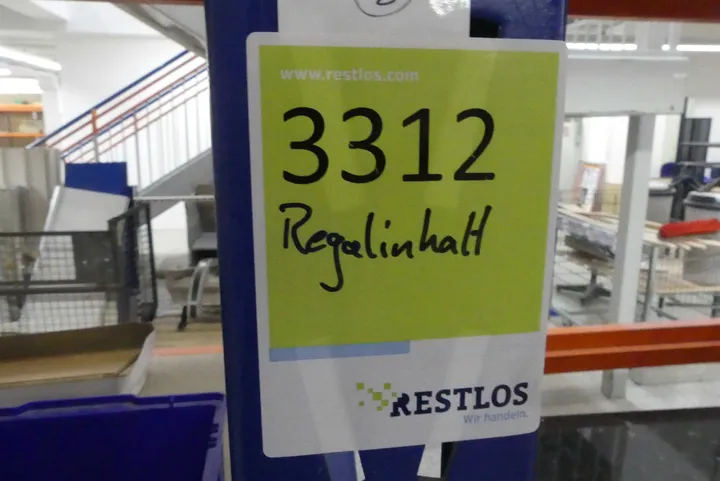 www.restlos.com
3312
Regalinhalt
RESTLOS
Wir handeln.